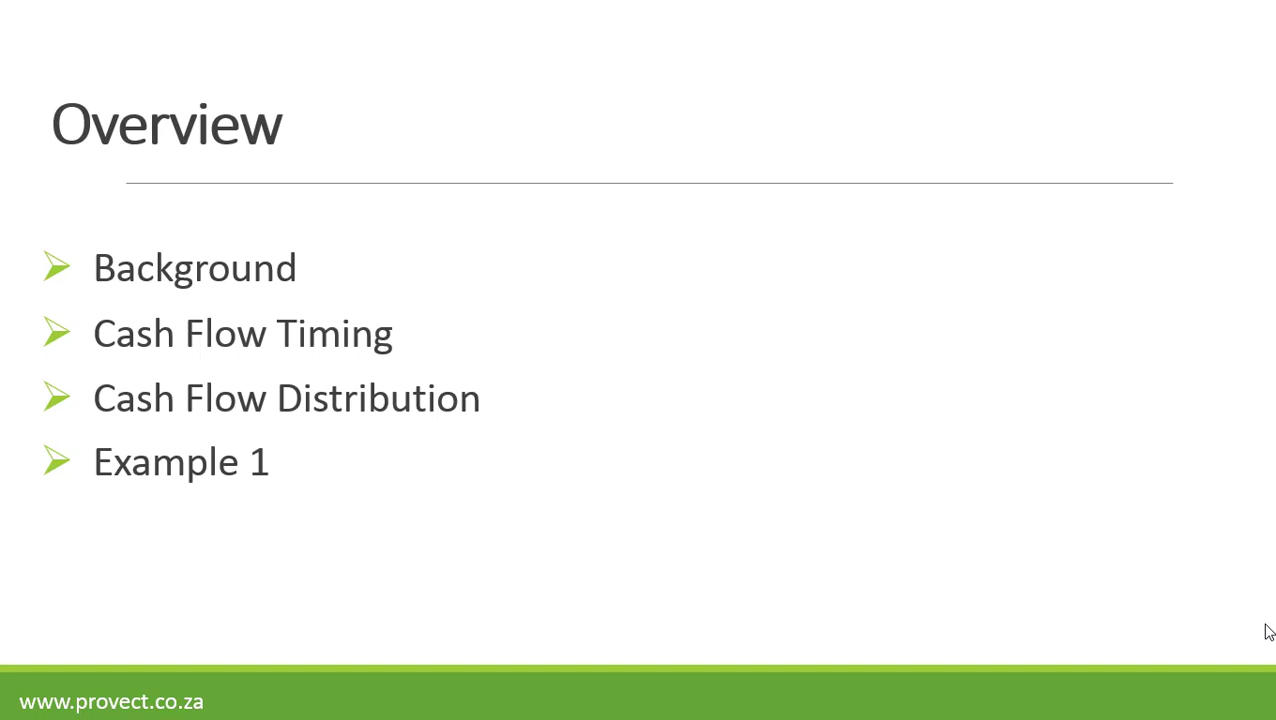 Overview
Background
Cash Flow Timing
Cash Flow Distribution
Example 1
www.provect.co.za